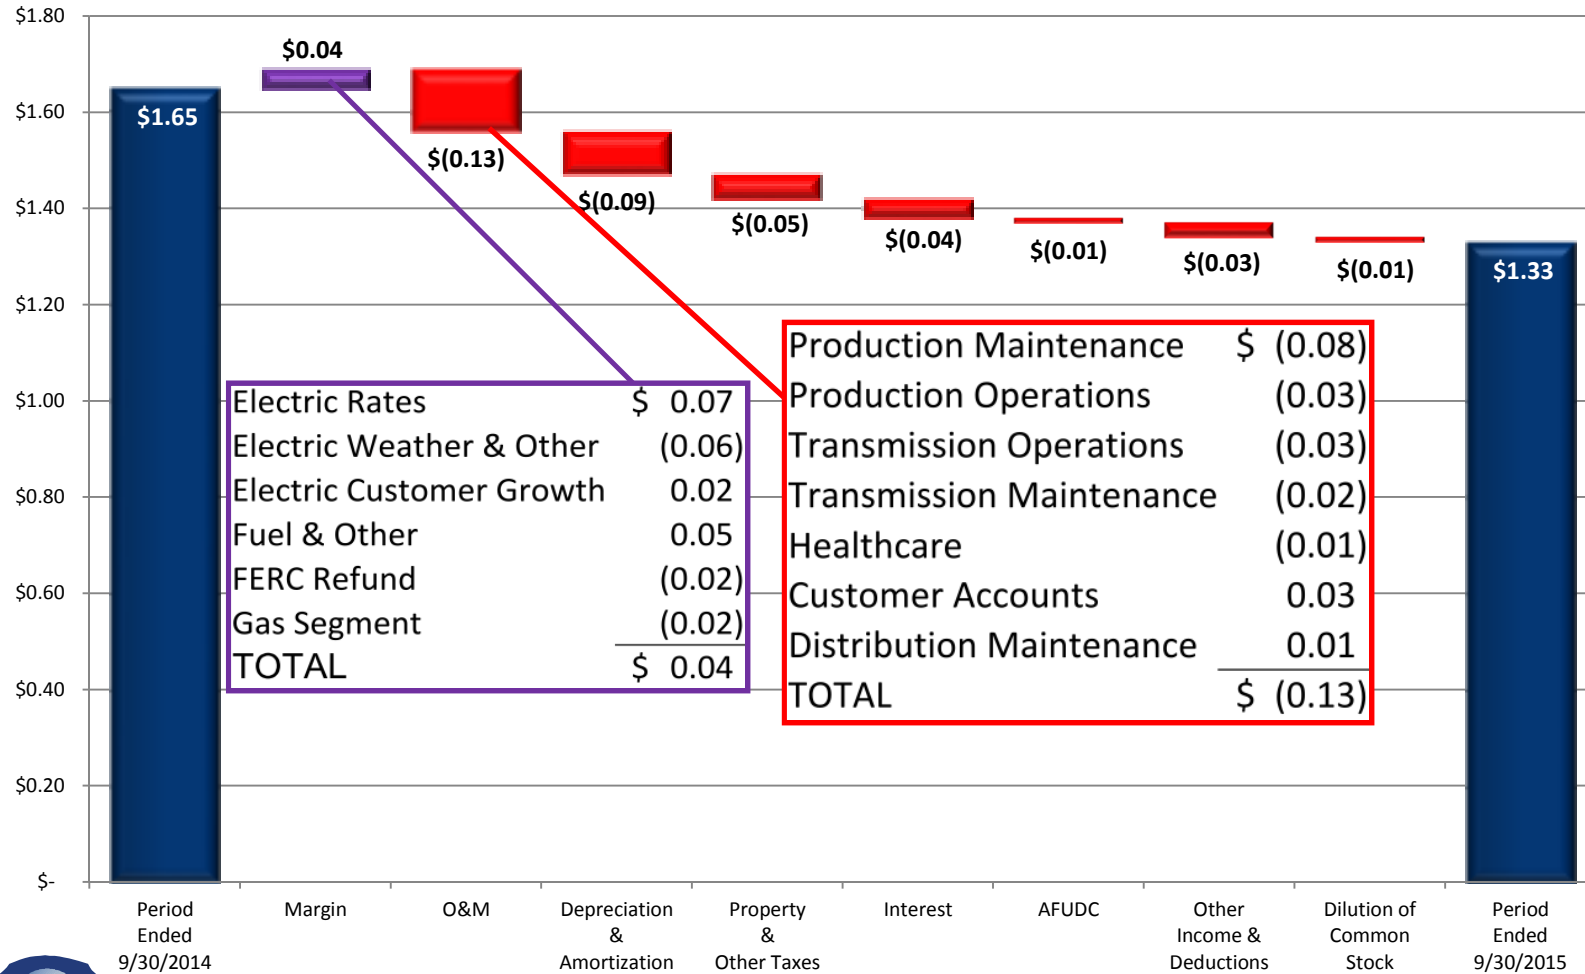 $1.80
$1.60
$1.40
$1.20
$1.00
$0.80
$0.60
$0.40
$0.20
$-
$1.65
$0.04
$(0.13)
$(0.09)
$(0.05)
$(0.04)
$(0.01)
$(0.03)
$(0.01)
$1.33
Electric Rates $ 0.07
Electric Weather & Other (0.06)
Electric Customer Growth 0.02
Fuel & Other 0.05
FERC Refund (0.02)
Gas Segment (0.02)
TOTAL $ 0.04
Production Maintenance $ (0.08)
Production Operations (0.03)
Transmission Operations (0.03)
Transmission Maintenance (0.02)
Healthcare (0.01)
Customer Accounts 0.03
Distribution Maintenance 0.01
TOTAL $ (0.13)
Period
Ended
9/30/2014
Margin
O&M
Depreciation
&
Amortization
Property
&
Other Taxes
Interest
AFUDC
Other
Income &
Deductions
Dilution of
Common
Stock
Period
Ended
9/30/2015